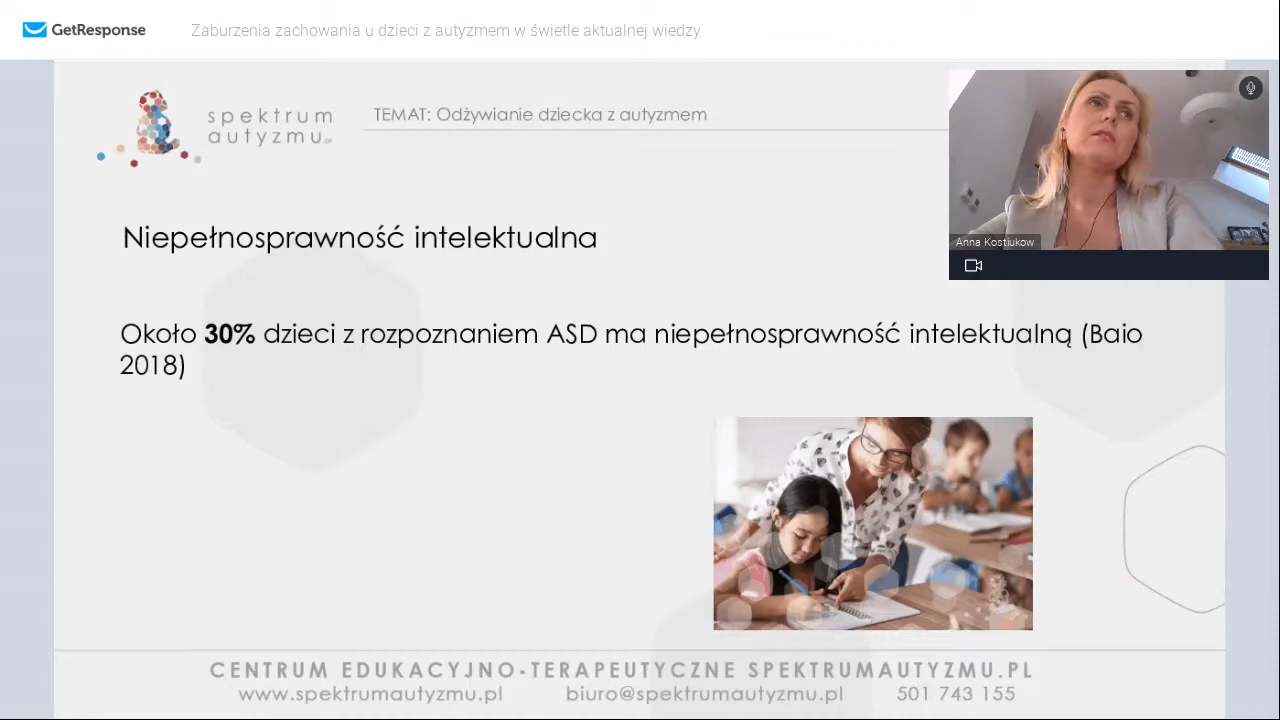 GetResponse
Zaburzenia zachowania u dzieci z autyzmem w świetle aktualnej wiedzy
spektrum
autyzmu.pl
TEMAT: Odżywianie dziecka z autyzmem
Anna Kostiukow
Niepełnosprawność intelektualna
Około 30% dzieci z rozpoznaniem ASD ma niepełnosprawność intelektualną (Baio
2018)
CENTRUM EDUKACYJNO-TERAPEUTYCZNE SPEKTRUMAUTYZMU.PL
www.spektrumautyzmu.pl biuro@spektrumautyzmu.pl 501 743 155